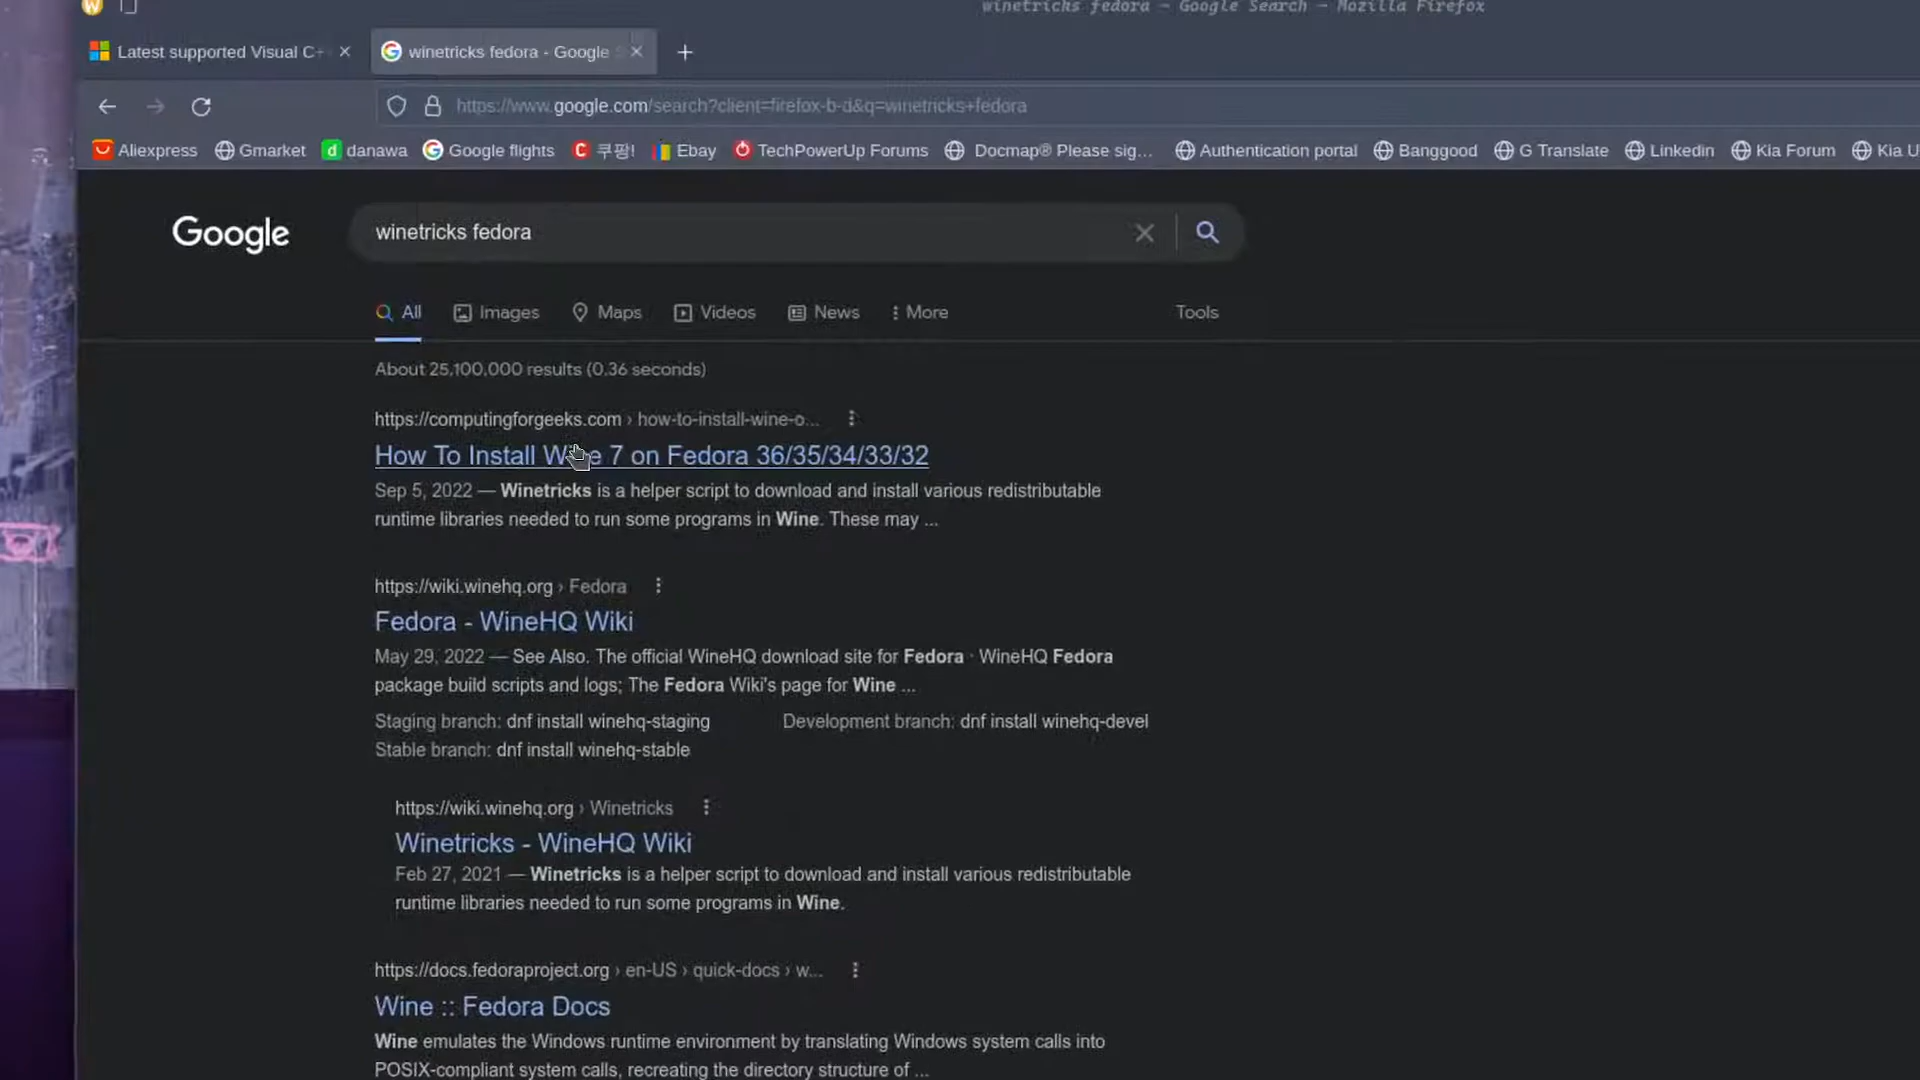 winetricks fedora — Google Search — Mozilla Firefox
Latest supported Visual C+
winetricks fedora - Google
https://www.google.com/search?client=firefox-b-d&q=winetricks+fedora
Aliexpress Gmarket danawa Google flights 쿠팡! Ebay TechPowerUp Forums Docmap® Please sig... Authentication portal Banggood G Translate Linkedin Kia Forum Kia U
Google
winetricks fedora
All Images Maps Videos News More Tools
About 25,100,000 results (0.36 seconds)
https://computingforgeeks.com › how-to-install-wine-o...
How To Install Wine 7 on Fedora 36/35/34/33/32
Sep 5, 2022 — Winetricks is a helper script to download and install various redistributable
runtime libraries needed to run some programs in Wine. These may ...
https://wiki.winehq.org › Fedora
Fedora - WineHQ Wiki
May 29, 2022 — See Also. The official WineHQ download site for Fedora · WineHQ Fedora
package build scripts and logs; The Fedora Wiki's page for Wine ...
Staging branch: dnf install winehq-staging Development branch: dnf install winehq-devel
Stable branch: dnf install winehq-stable
https://wiki.winehq.org › Winetricks
Winetricks - WineHQ Wiki
Feb 27, 2021 — Winetricks is a helper script to download and install various redistributable
runtime libraries needed to run some programs in Wine.
https://docs.fedoraproject.org › en-US › quick-docs › w...
Wine :: Fedora Docs
Wine emulates the Windows runtime environment by translating Windows system calls into
POSIX-compliant system calls, recreating the directory structure of ...